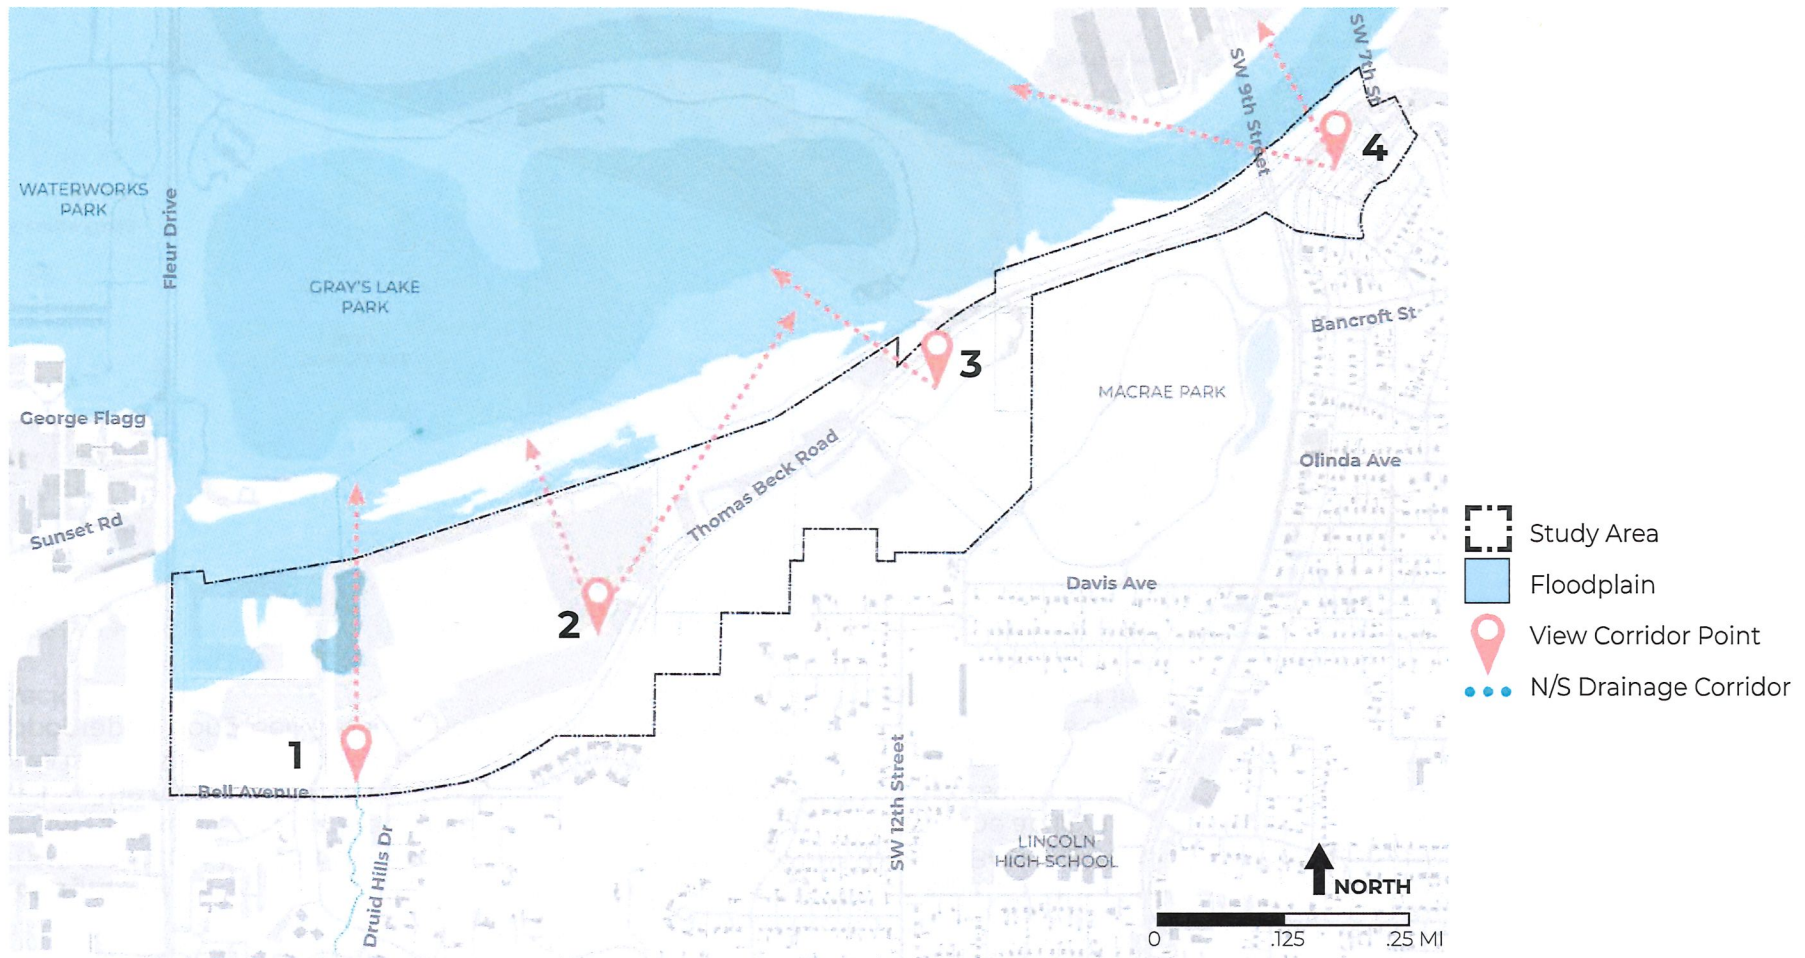 SW 7th St
SW 9th Street
4
WATERWORKS
PARK
Fleur Drive
GRAY'S LAKE
PARK
Bancroft St
3
MACRAE PARK
George Flagg
Thomas Beck Road
Olinda Ave
Sunset Rd
Study Area
Davis Ave
Floodplain
2
View Corridor Point
N/S Drainage Corridor
1
Bell Avenue
SW 12th Street
Druid Hills Dr
LINCOLN
HIGH SCHOOL
NORTH
0 .125 .25 MI